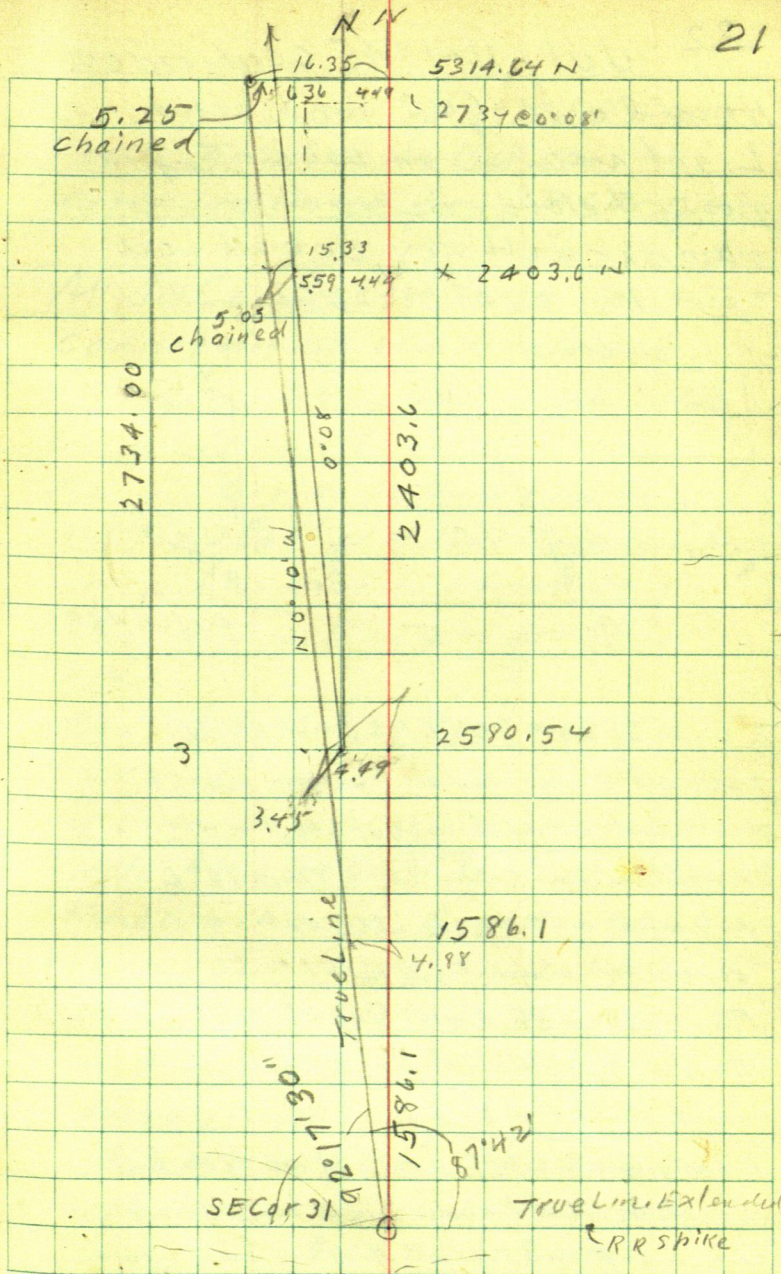 21
N N
16.35 5314.64 N
5.25
chained
6.36 4.49
2734 @ 0°08'
15.33
5.59 4.49 X 2403.6 N
5.05
chained
2734.00
0°08'
2403.6
N 0°10' W
3
4.49
2580.54
3.45
True Line
1586.1
4.88
92°17'30"
1586.1
87°42'
SE Cor 31
True Line Extended
RR Spike